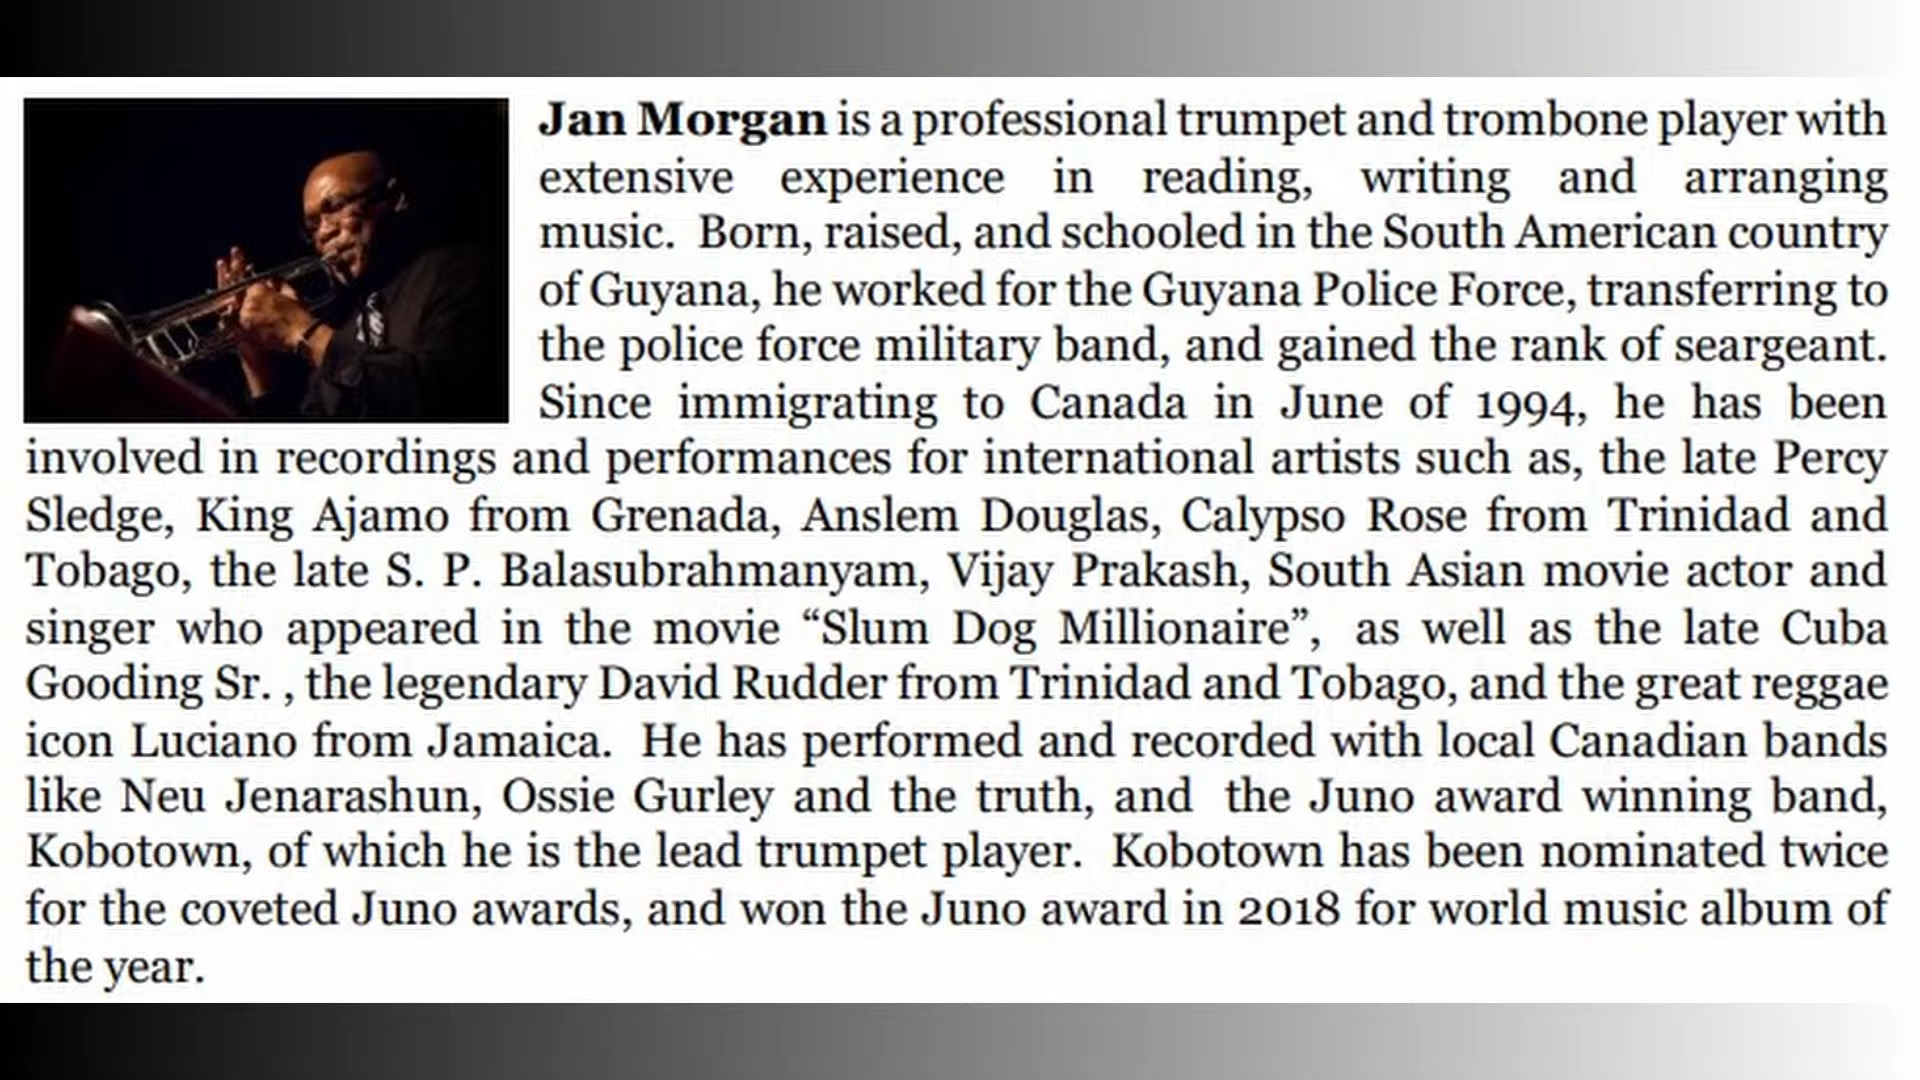 Jan Morgan is a professional trumpet and trombone player with
extensive experience in reading, writing and arranging
music. Born, raised, and schooled in the South American country
of Guyana, he worked for the Guyana Police Force, transferring to
the police force military band, and gained the rank of seargeant.
Since immigrating to Canada in June of 1994, he has been
involved in recordings and performances for international artists such as, the late Percy
Sledge, King Ajamo from Grenada, Anslem Douglas, Calypso Rose from Trinidad and
Tobago, the late S. P. Balasubrahmanyam, Vijay Prakash, South Asian movie actor and
singer who appeared in the movie “Slum Dog Millionaire”, as well as the late Cuba
Gooding Sr. , the legendary David Rudder from Trinidad and Tobago, and the great reggae
icon Luciano from Jamaica. He has performed and recorded with local Canadian bands
like Neu Jenarashun, Ossie Gurley and the truth, and the Juno award winning band,
Kobotown, of which he is the lead trumpet player. Kobotown has been nominated twice
for the coveted Juno awards, and won the Juno award in 2018 for world music album of
the year.